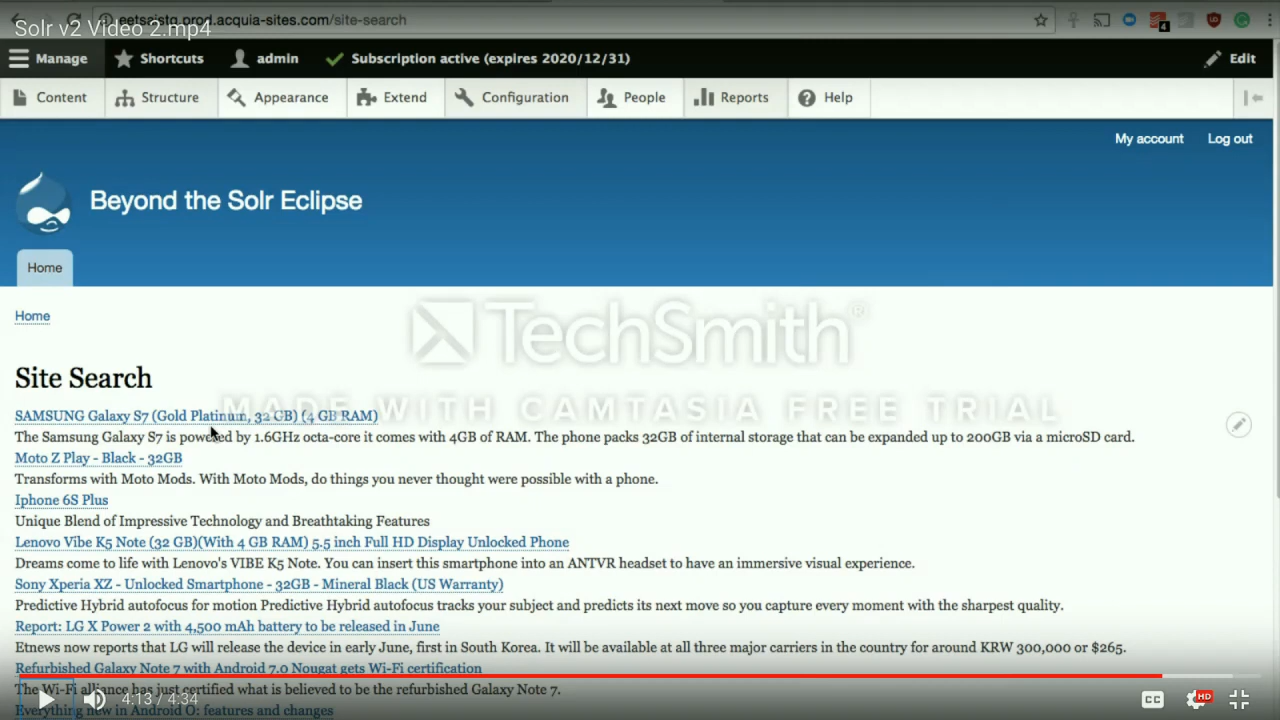 eetsaistg.prod.acquia-sites.com/site-search
Solr v2 Video 2.mp4
4
Manage Shortcuts admin Subscription active (expires 2020/12/31) Edit
Content Structure Appearance Extend Configuration People Reports Help
My account Log out
Beyond the Solr Eclipse
Home
Home
TechSmith®
MADE WITH CAMTASIA FREE TRIAL
Site Search
SAMSUNG Galaxy S7 (Gold Platinum, 32 GB) (4 GB RAM)
The Samsung Galaxy S7 is powered by 1.6GHz octa-core it comes with 4GB of RAM. The phone packs 32GB of internal storage that can be expanded up to 200GB via a microSD card.
Moto Z Play - Black - 32GB
Transforms with Moto Mods. With Moto Mods, do things you never thought were possible with a phone.
Iphone 6S Plus
Unique Blend of Impressive Technology and Breathtaking Features
Lenovo Vibe K5 Note (32 GB)(With 4 GB RAM) 5.5 inch Full HD Display Unlocked Phone
Dreams come to life with Lenovo's VIBE K5 Note. You can insert this smartphone into an ANTVR headset to have an immersive visual experience.
Sony Xperia XZ - Unlocked Smartphone - 32GB - Mineral Black (US Warranty)
Predictive Hybrid autofocus for motion Predictive Hybrid autofocus tracks your subject and predicts its next move so you capture every moment with the sharpest quality.
Report: LG X Power 2 with 4,500 mAh battery to be released in June
Etnews now reports that LG will release the device in early June, first in South Korea. It will be available at all three major carriers in the country for around KRW 300,000 or $265.
Refurbished Galaxy Note 7 with Android 7.0 Nougat gets Wi-Fi certification
The Wi-Fi alliance has just certified what is believed to be the refurbished Galaxy Note 7.
4:13 / 4:34 CC HD
Everything new in Android O: features and changes